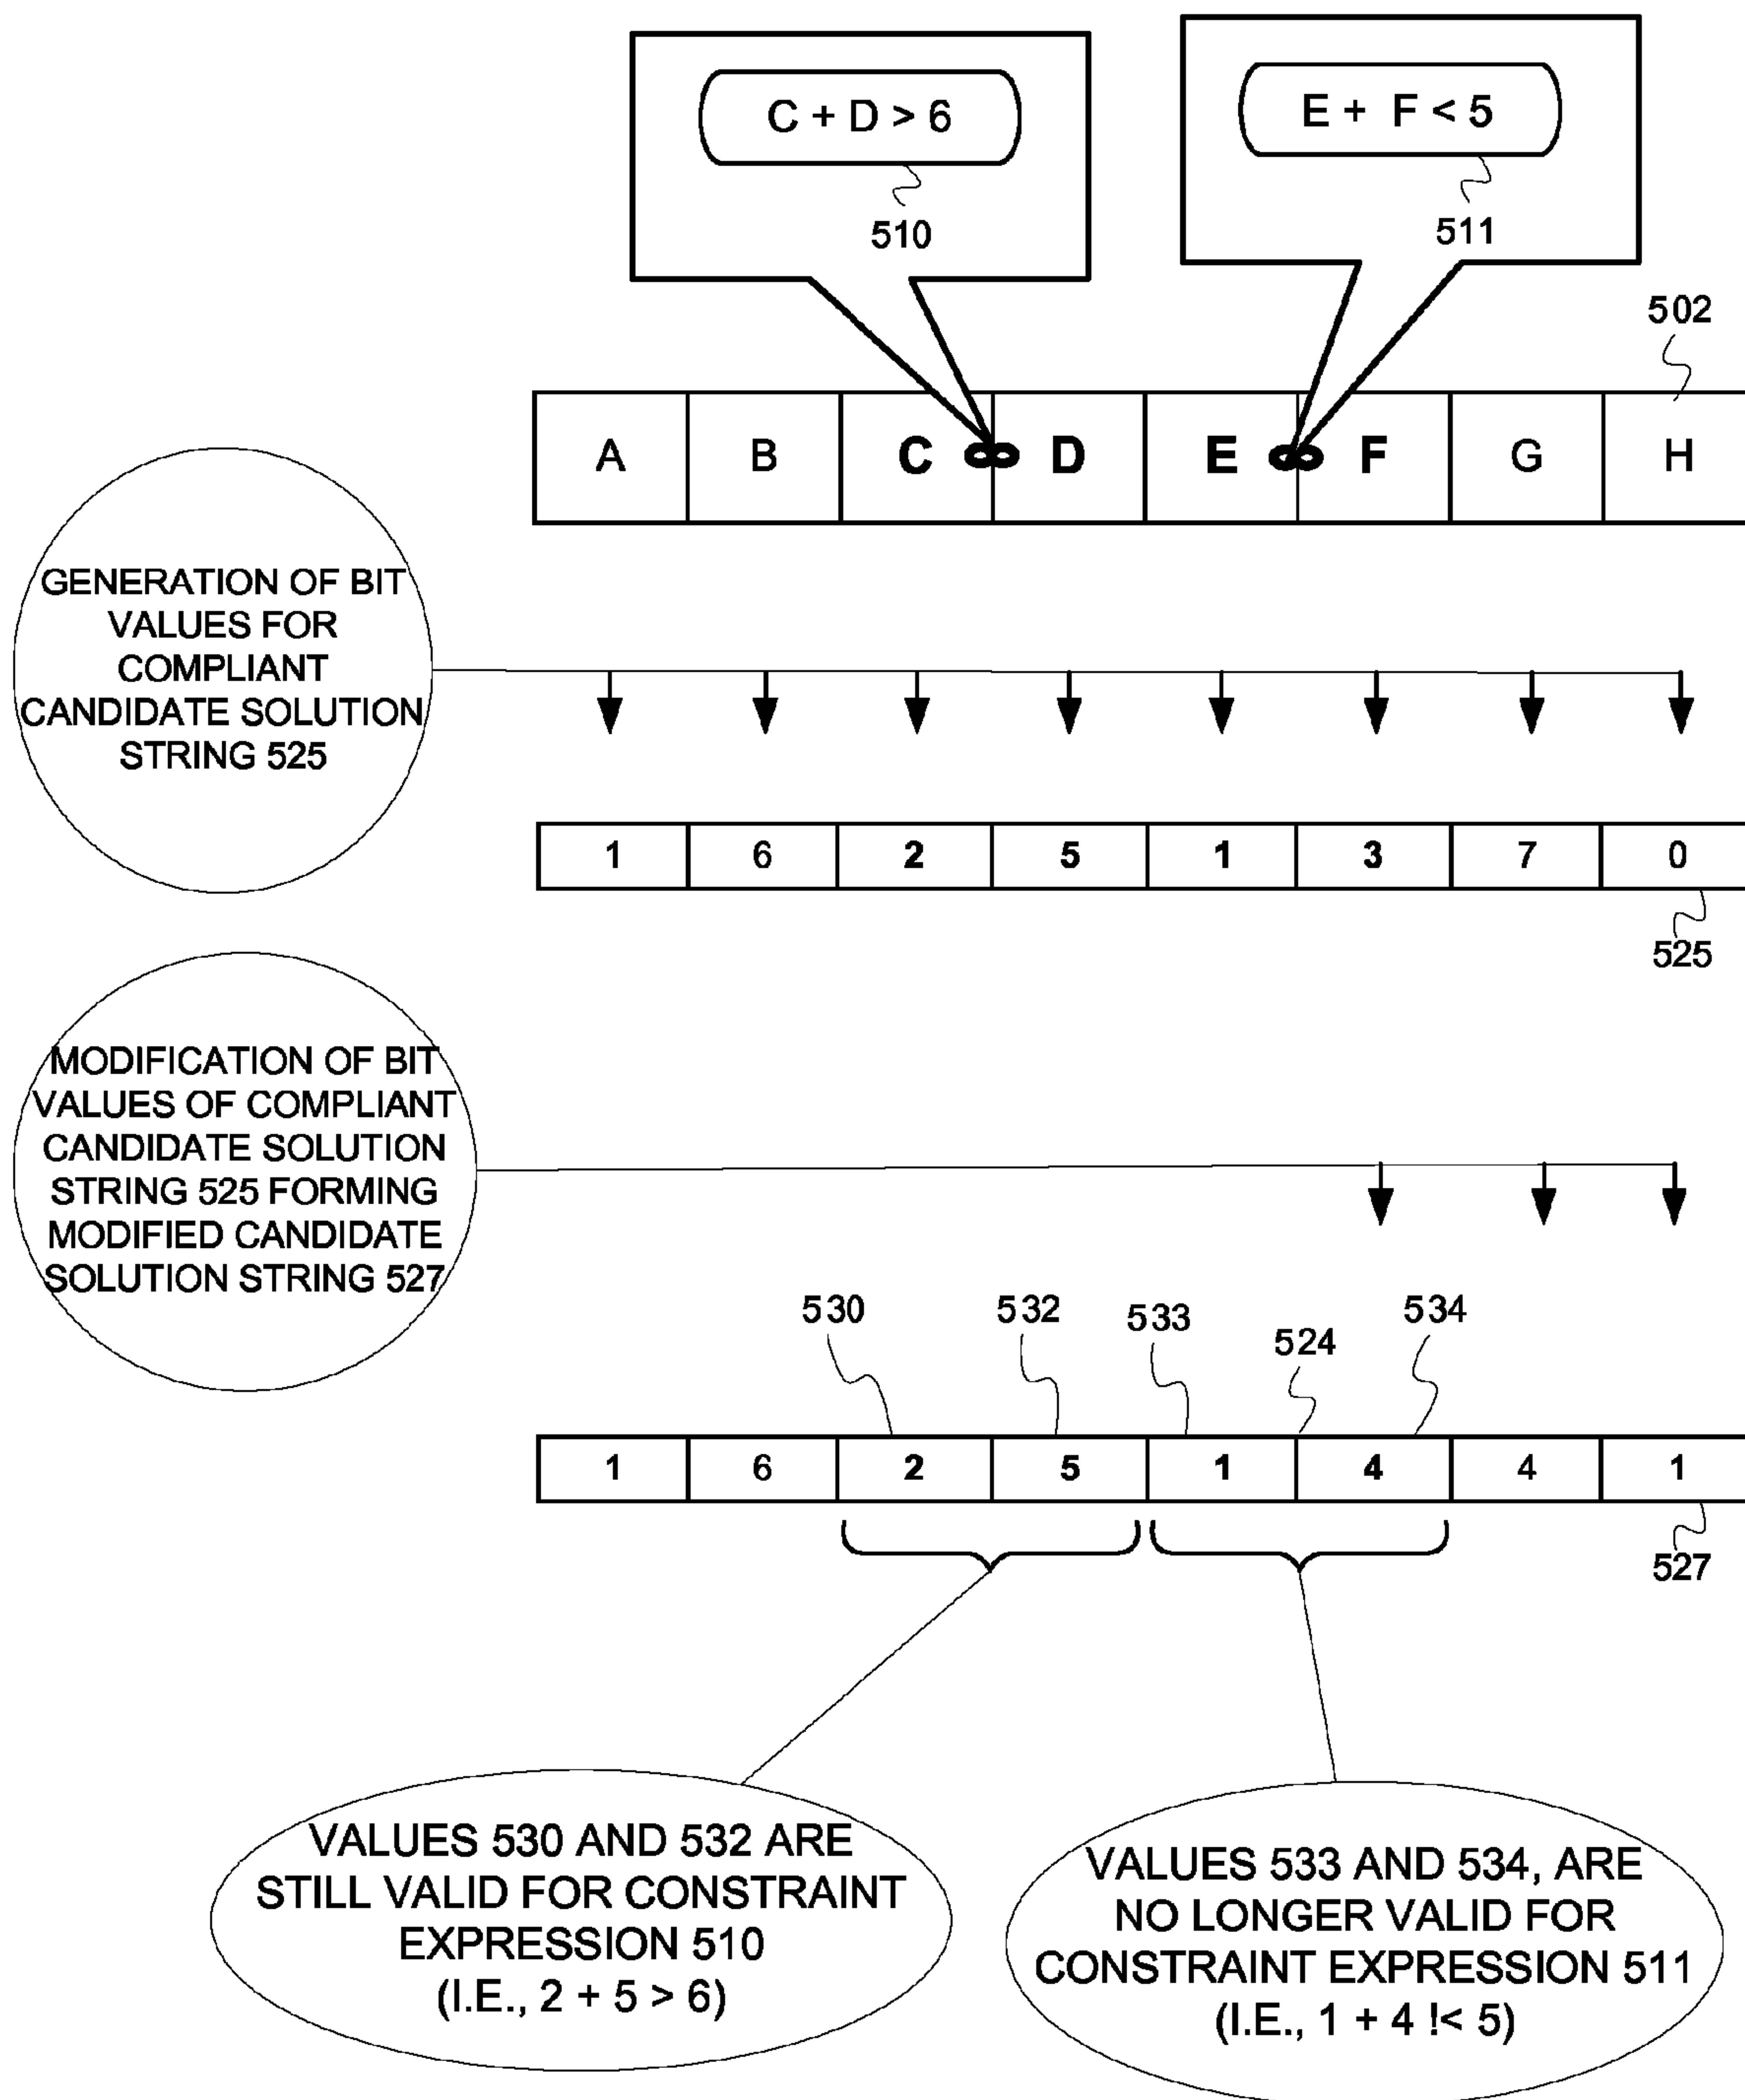 C + D > 6
510
E + F < 5
511
502
A B C D E F G H
GENERATION OF BIT
VALUES FOR
COMPLIANT
CANDIDATE SOLUTION
STRING 525
1 6 2 5 1 3 7 0
525
MODIFICATION OF BIT
VALUES OF COMPLIANT
CANDIDATE SOLUTION
STRING 525 FORMING
MODIFIED CANDIDATE
SOLUTION STRING 527
530 532 533 524 534
1 6 2 5 1 4 4 1
527
VALUES 530 AND 532 ARE
STILL VALID FOR CONSTRAINT
EXPRESSION 510
(I.E., 2 + 5 > 6)
VALUES 533 AND 534, ARE
NO LONGER VALID FOR
CONSTRAINT EXPRESSION 511
(I.E., 1 + 4 !< 5)